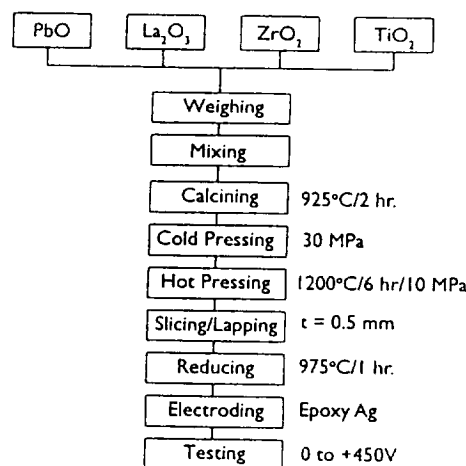 PbO La₂O₃ ZrO₂ TiO₂
Weighing
Mixing
Calcining 925°C/2 hr.
Cold Pressing 30 MPa
Hot Pressing 1200°C/6 hr/10 MPa
Slicing/Lapping t = 0.5 mm
Reducing 975°C/1 hr.
Electroding Epoxy Ag
Testing 0 to +450V